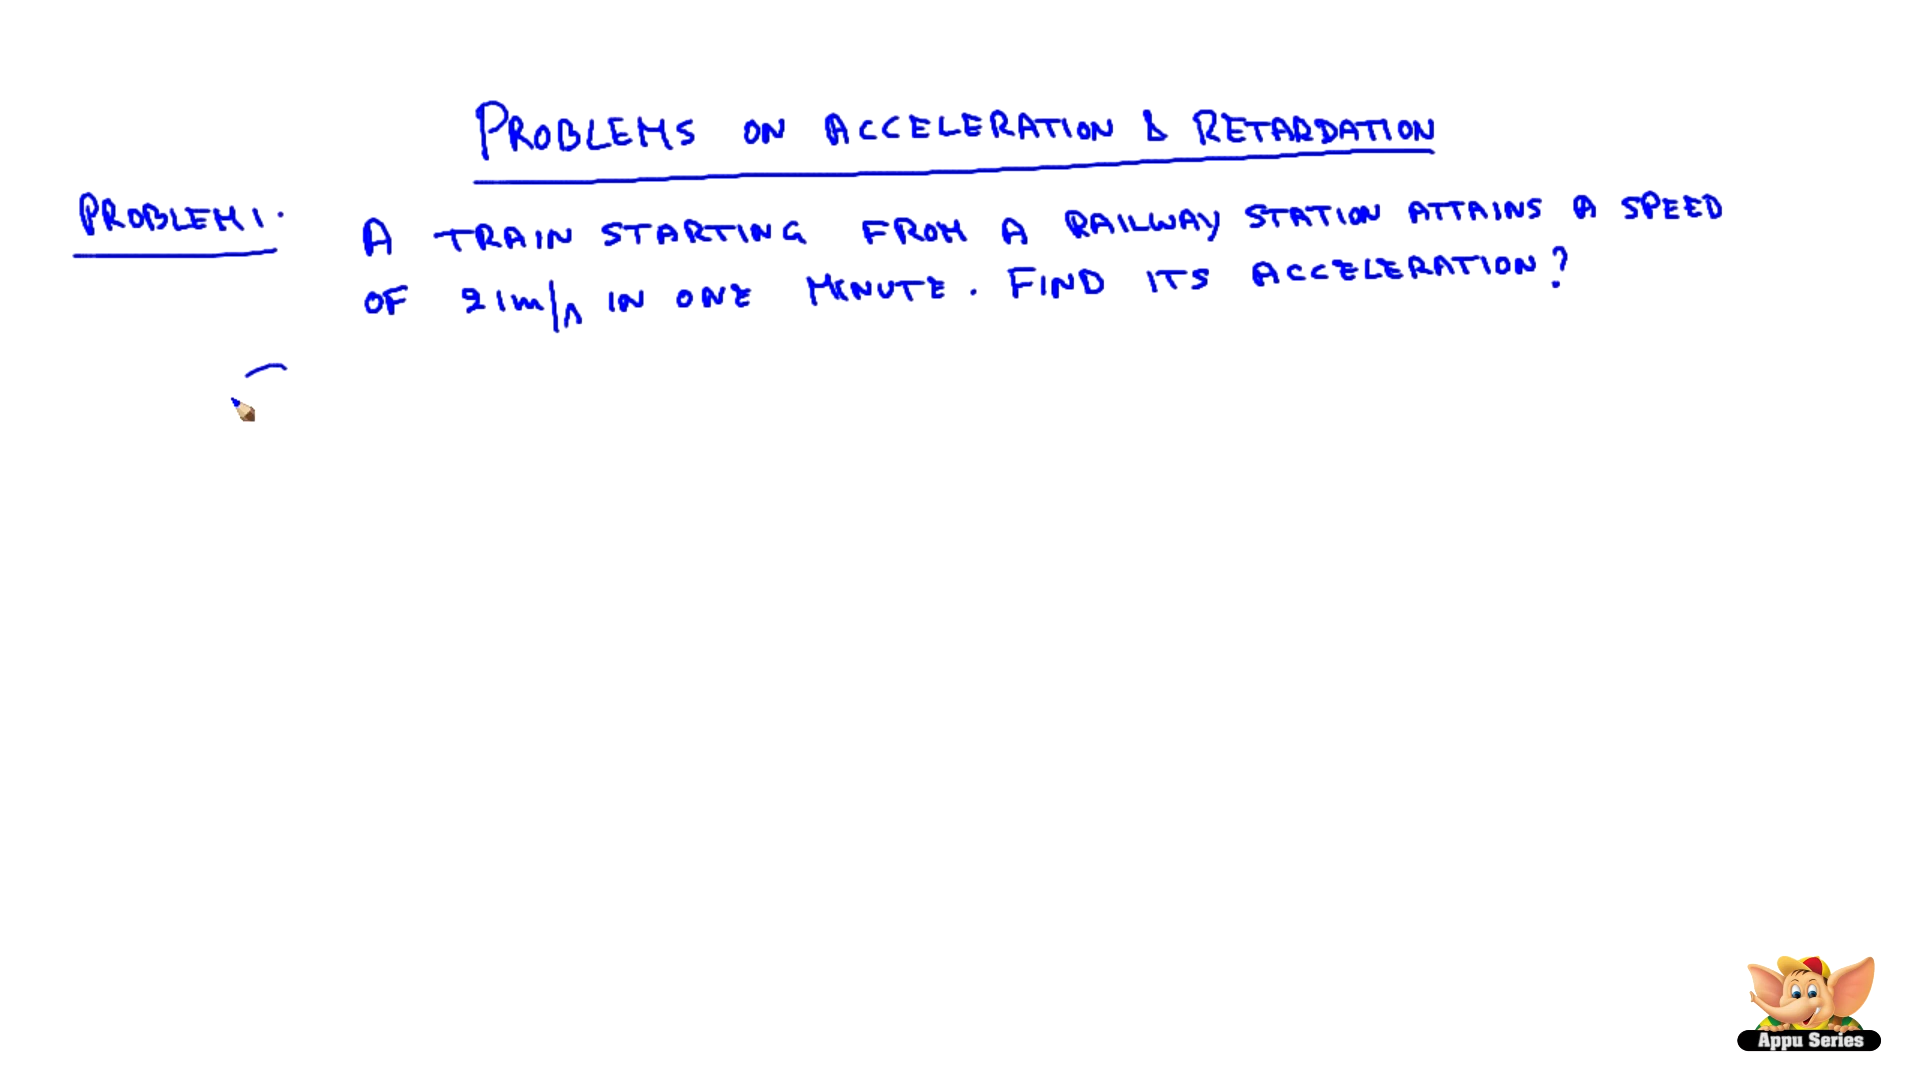 PROBLEMS ON ACCELERATION & RETARDATION
PROBLEM 1.
A TRAIN STARTING FROM A RAILWAY STATION ATTAINS A SPEED
OF 21m/s IN ONE MINUTE. FIND ITS ACCELERATION?
Appu Series